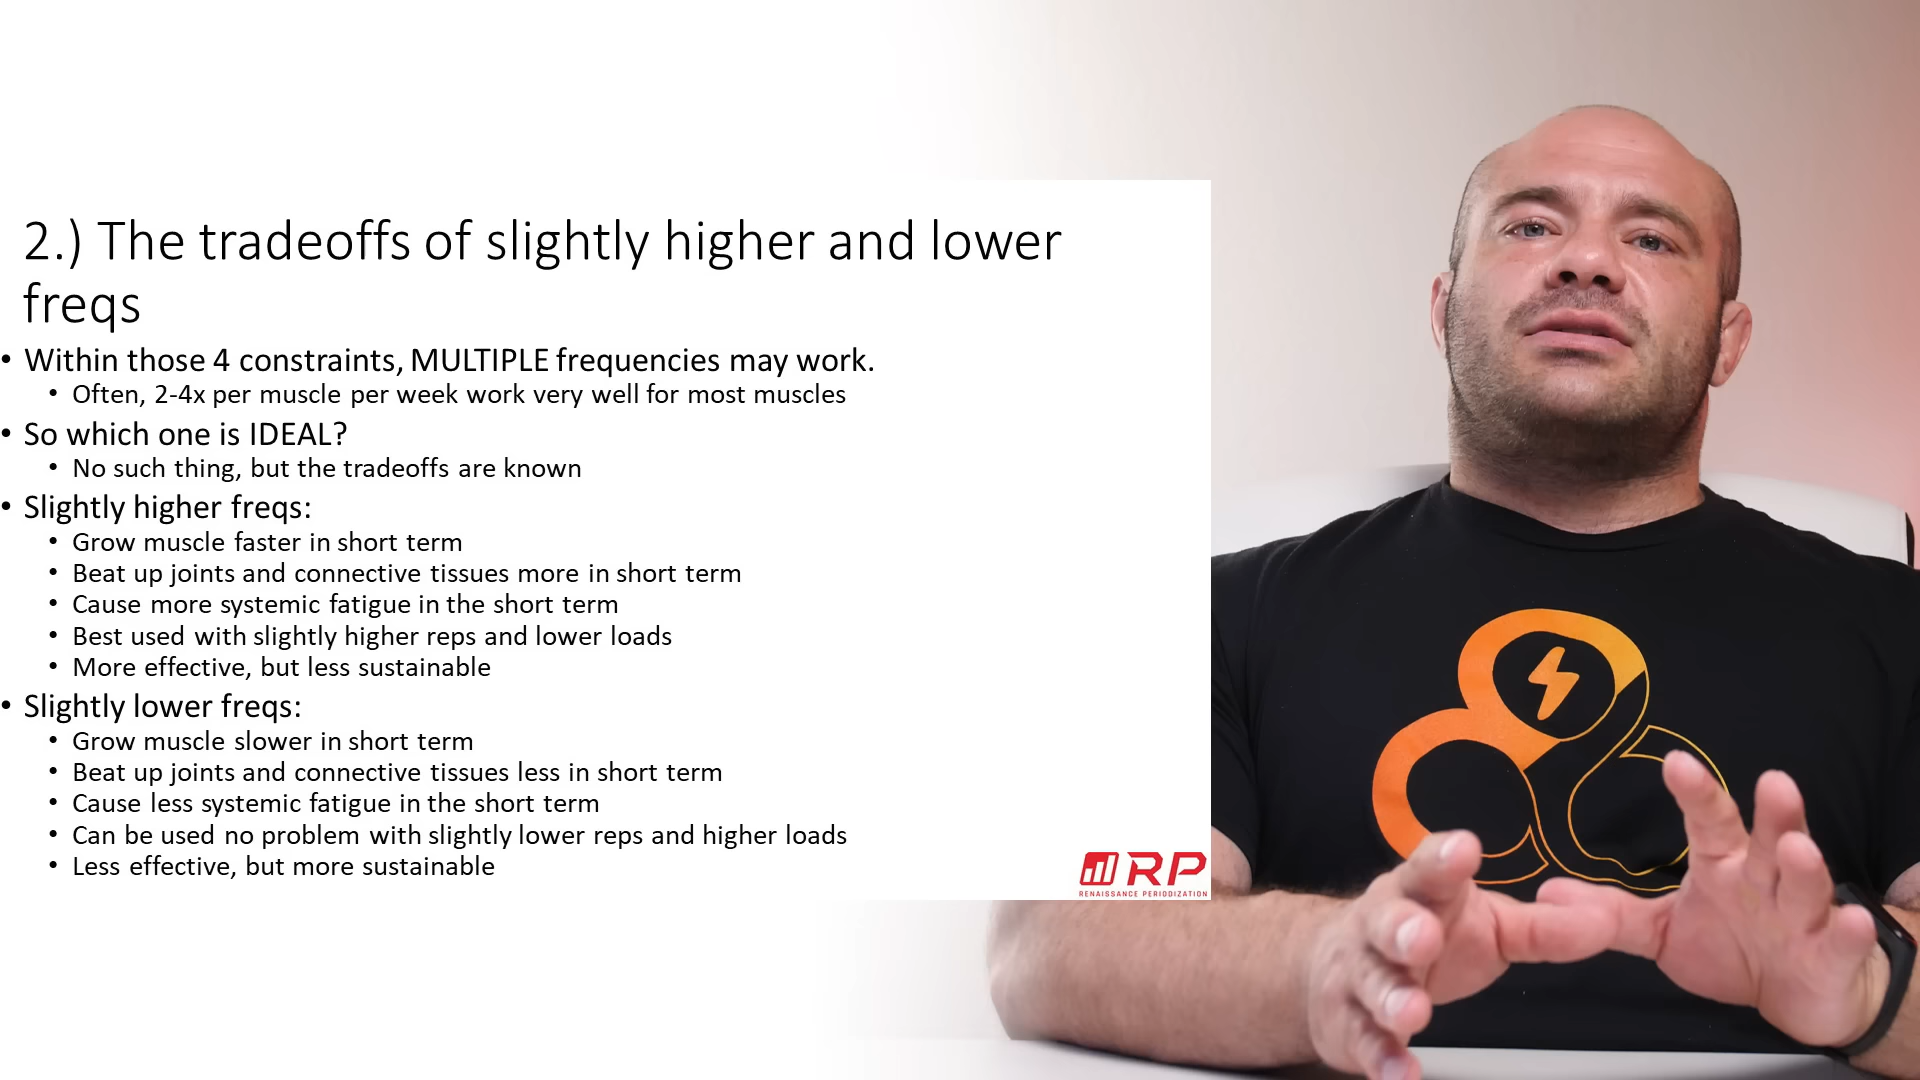 2.) The tradeoffs of slightly higher and lower
freqs
• Within those 4 constraints, MULTIPLE frequencies may work.
• Often, 2-4x per muscle per week work very well for most muscles
• So which one is IDEAL?
• No such thing, but the tradeoffs are known
• Slightly higher freqs:
• Grow muscle faster in short term
• Beat up joints and connective tissues more in short term
• Cause more systemic fatigue in the short term
• Best used with slightly higher reps and lower loads
• More effective, but less sustainable
• Slightly lower freqs:
• Grow muscle slower in short term
• Beat up joints and connective tissues less in short term
• Cause less systemic fatigue in the short term
• Can be used no problem with slightly lower reps and higher loads
• Less effective, but more sustainable
RP
RENAISSANCE PERIODIZATION